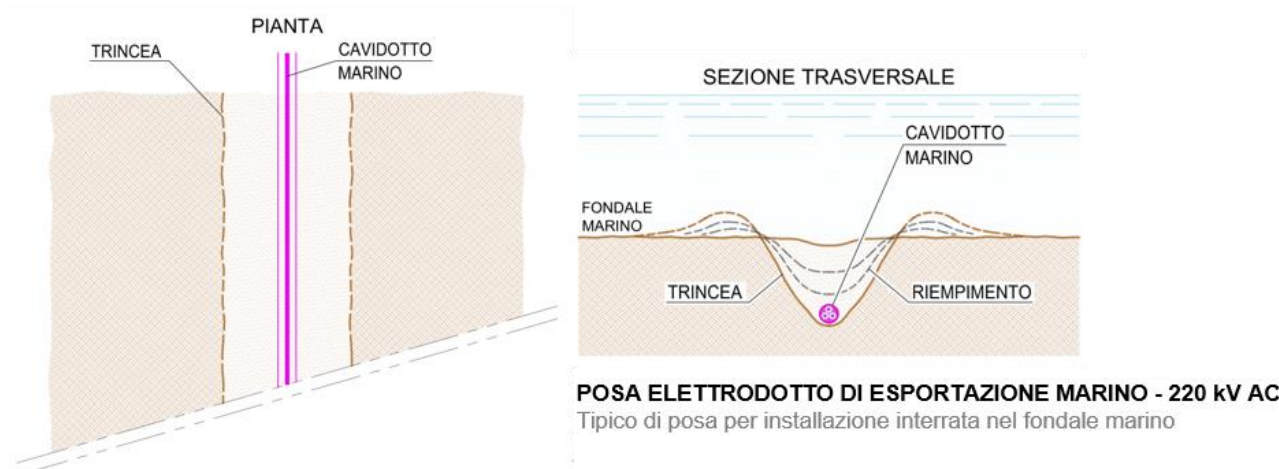 PIANTA
TRINCEA
CAVIDOTTO
MARINO
SEZIONE TRASVERSALE
CAVIDOTTO
MARINO
FONDALE
MARINO
TRINCEA
RIEMPIMENTO
POSA ELETTRODOTTO DI ESPORTAZIONE MARINO - 220 kV AC
Tipico di posa per installazione interrata nel fondale marino